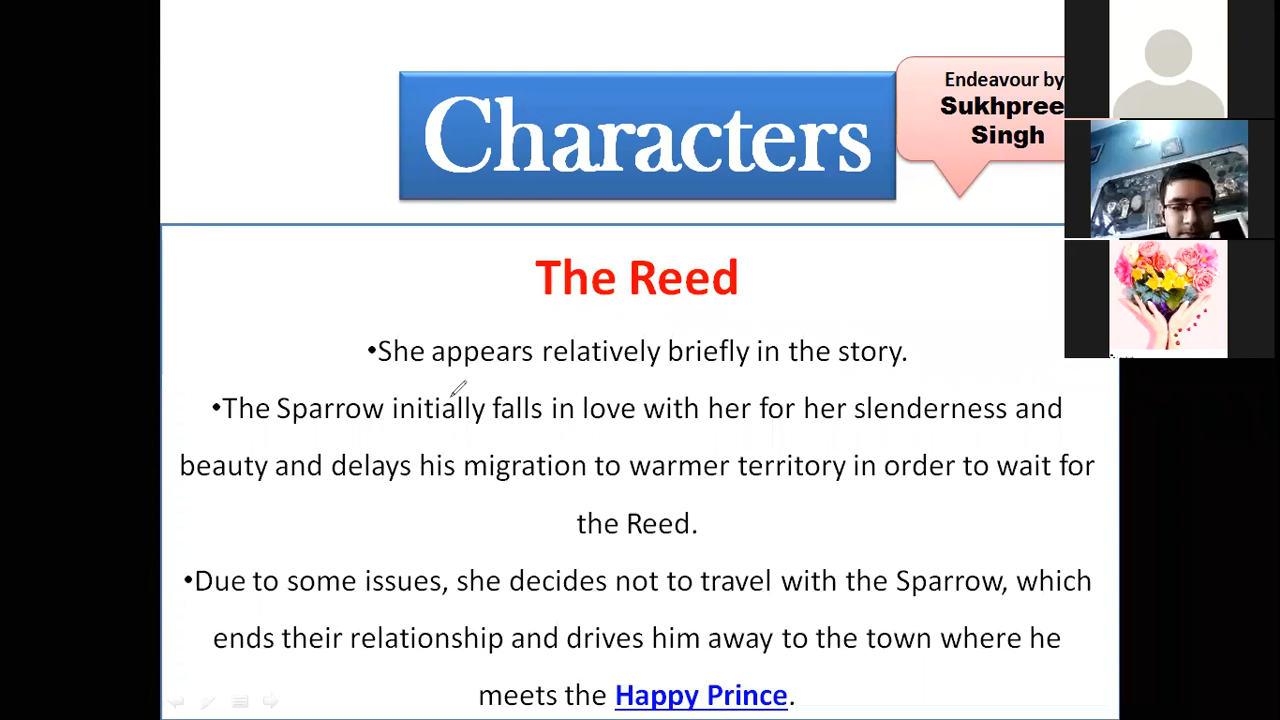 Characters
Endeavour by
Sukhpree
Singh
The Reed
•She appears relatively briefly in the story.
•The Sparrow initially falls in love with her for her slenderness and
beauty and delays his migration to warmer territory in order to wait for
the Reed.
•Due to some issues, she decides not to travel with the Sparrow, which
ends their relationship and drives him away to the town where he
meets the Happy Prince.